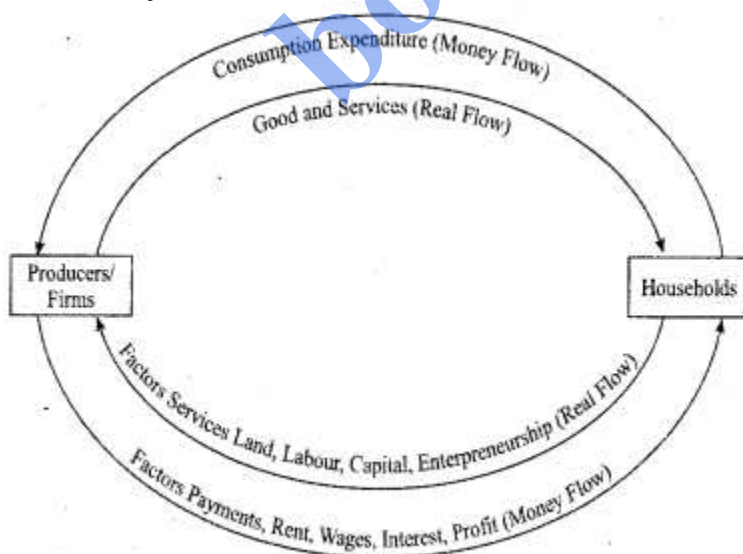 Consumption Expenditure (Money Flow)
Good and Services (Real Flow)
Producers/
Firms
Households
Factors Services Land, Labour, Capital, Enterpreneurship (Real Flow)
Factors Payments, Rent, Wages, Interest, Profit (Money Flow)